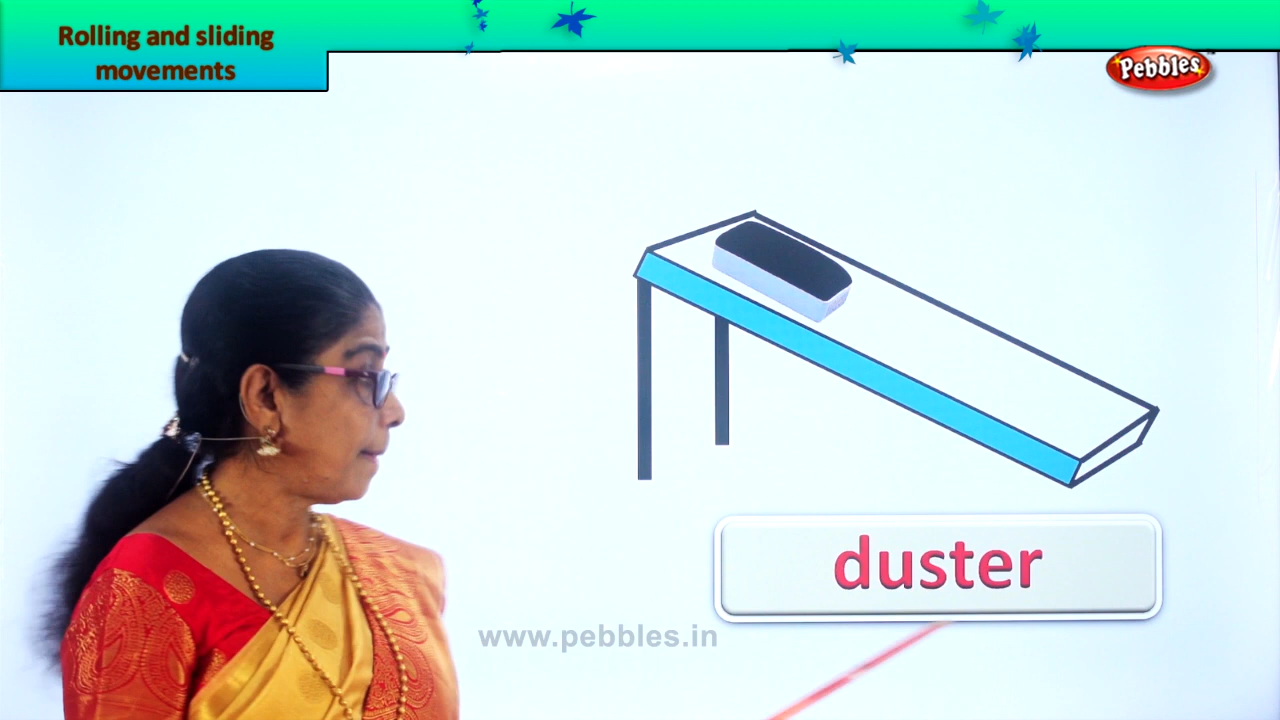 Rolling and sliding
movements
Pebbles
duster
www.pebbles.in